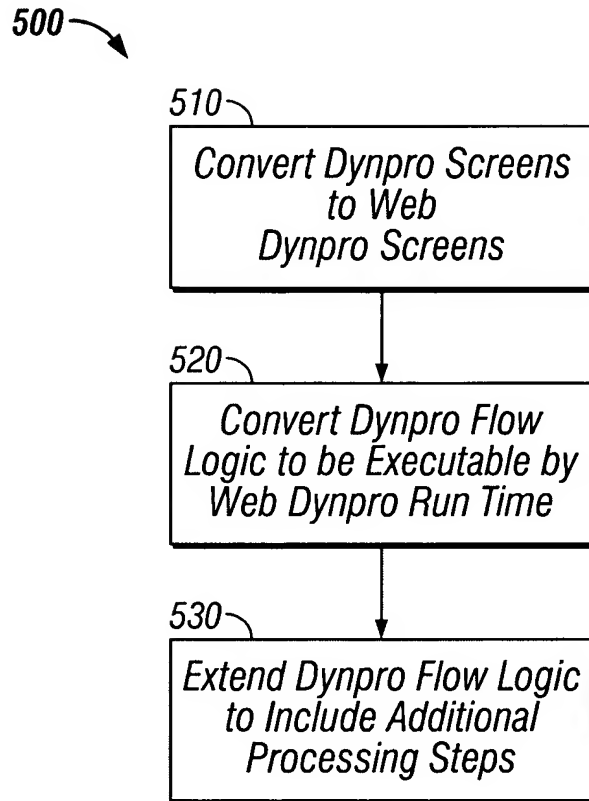 500
510
Convert Dynpro Screens
to Web
Dynpro Screens
520
Convert Dynpro Flow
Logic to be Executable by
Web Dynpro Run Time
530
Extend Dynpro Flow Logic
to Include Additional
Processing Steps